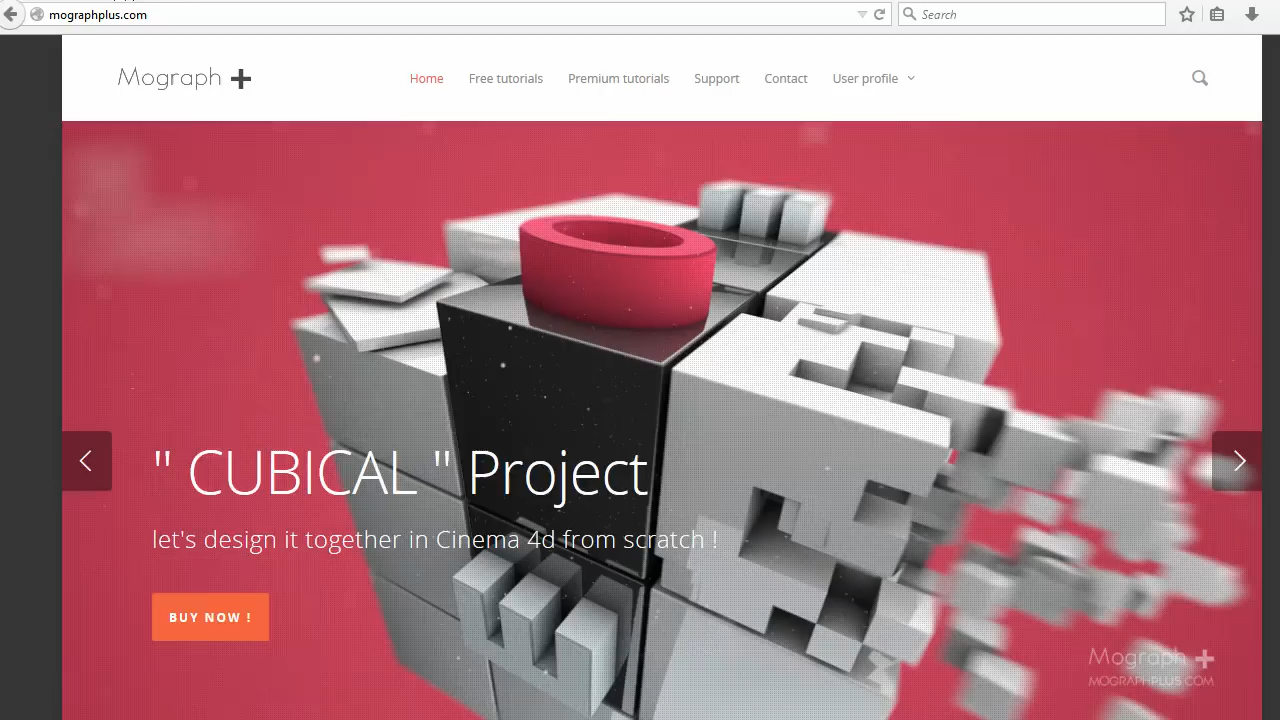 mographplus.com
Search
Mograph +
Home Free tutorials Premium tutorials Support Contact User profile
" CUBICAL " Project
let's design it together in Cinema 4d from scratch !
BUY NOW !
Mograph +
MOGRAPHPLUS.COM